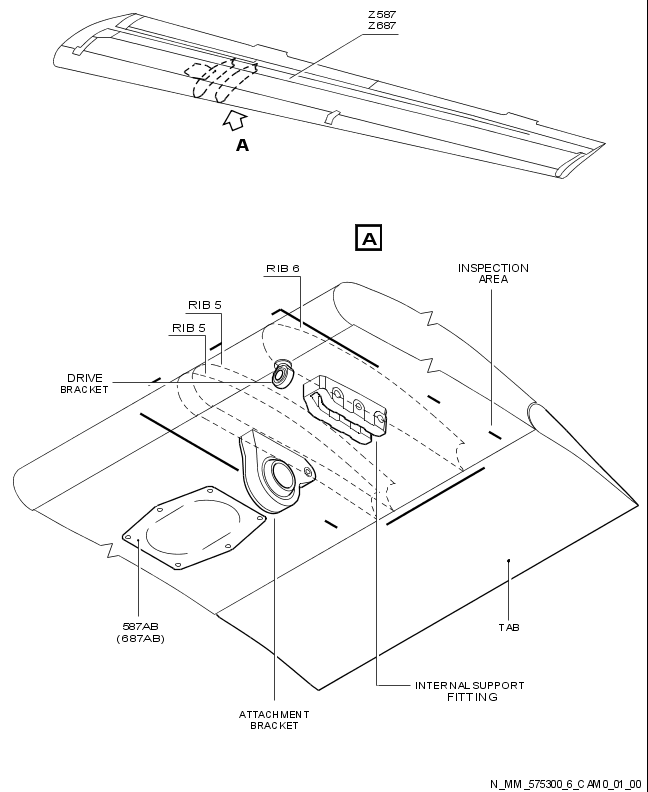 Z587
Z687
A
A
RIB 6
INSPECTION
AREA
RIB 5
RIB 5
DRIVE
BRACKET
587AB
(687AB)
TAB
INTERNAL SUPPORT
FITTING
ATTACHMENT
BRACKET
N_MM_575300_6_CAM0_01_00